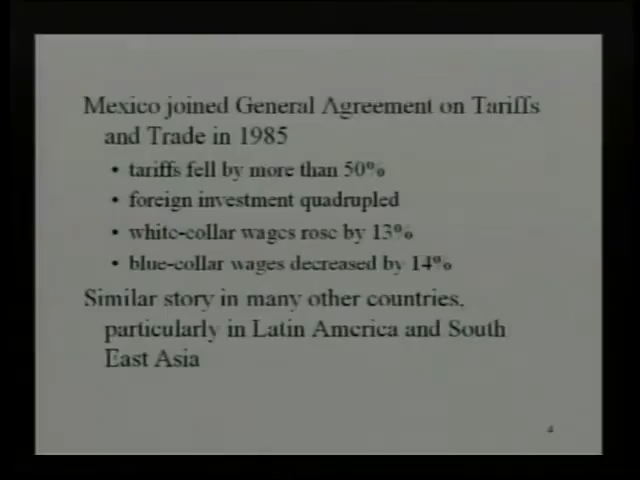 Mexico joined General Agreement on Tariffs
and Trade in 1985
• tariffs fell by more than 50%
• foreign investment quadrupled
• white-collar wages rose by 13%
• blue-collar wages decreased by 14%
Similar story in many other countries,
particularly in Latin America and South
East Asia
4